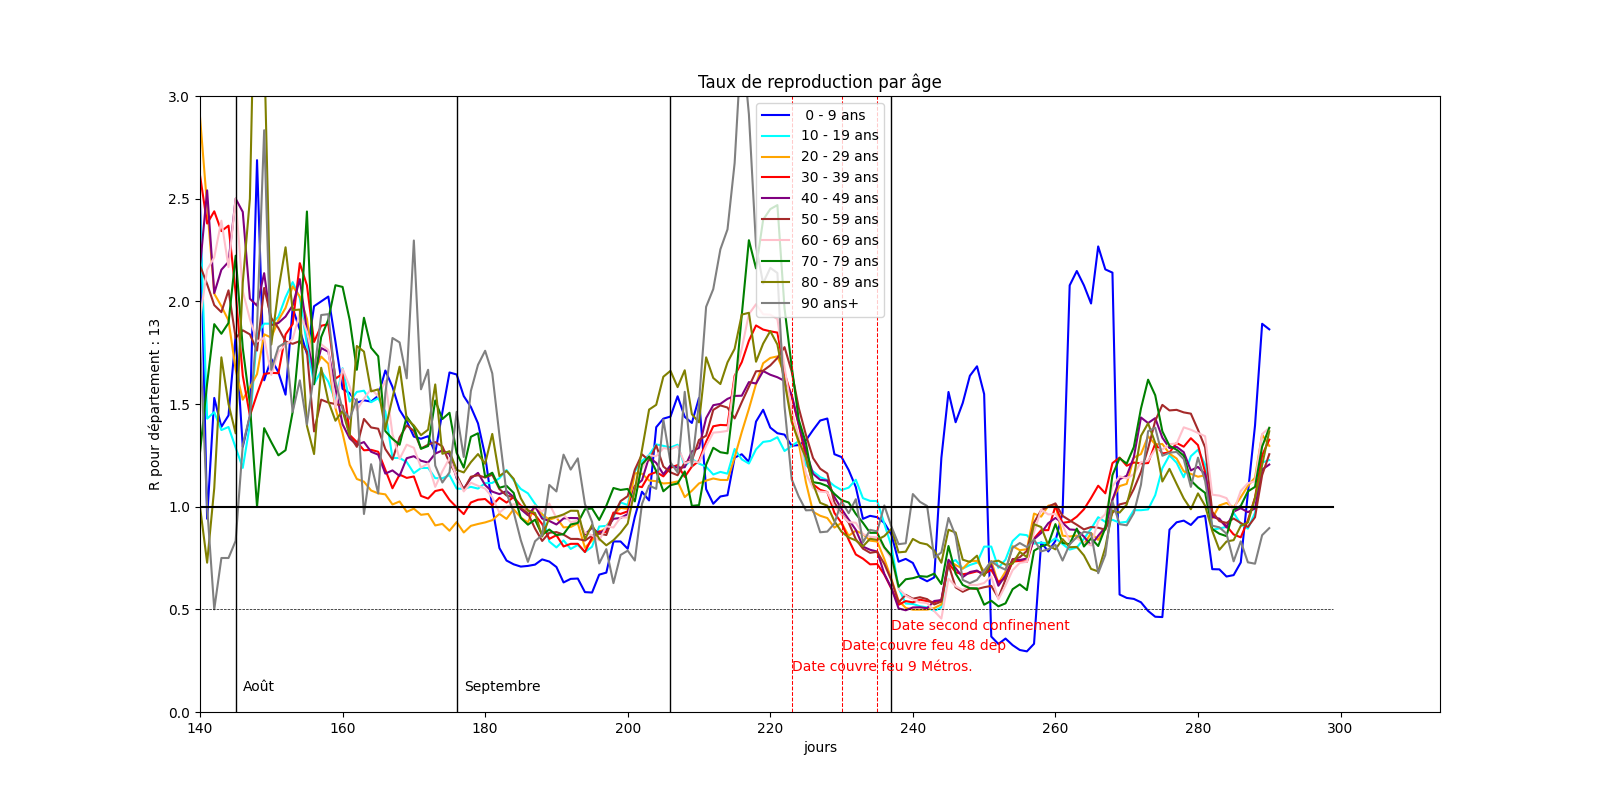 Taux de reproduction par âge
R pour département : 13
3.0
2.5
2.0
1.5
1.0
0.5
0.0
0 - 9 ans
10 - 19 ans
20 - 29 ans
30 - 39 ans
40 - 49 ans
50 - 59 ans
60 - 69 ans
70 - 79 ans
80 - 89 ans
90 ans+
Date second confinement
Date couvre feu 48 dep
Date couvre feu 9 Métros.
Août
Septembre
140 160 180 200 220 240 260 280 300
jours